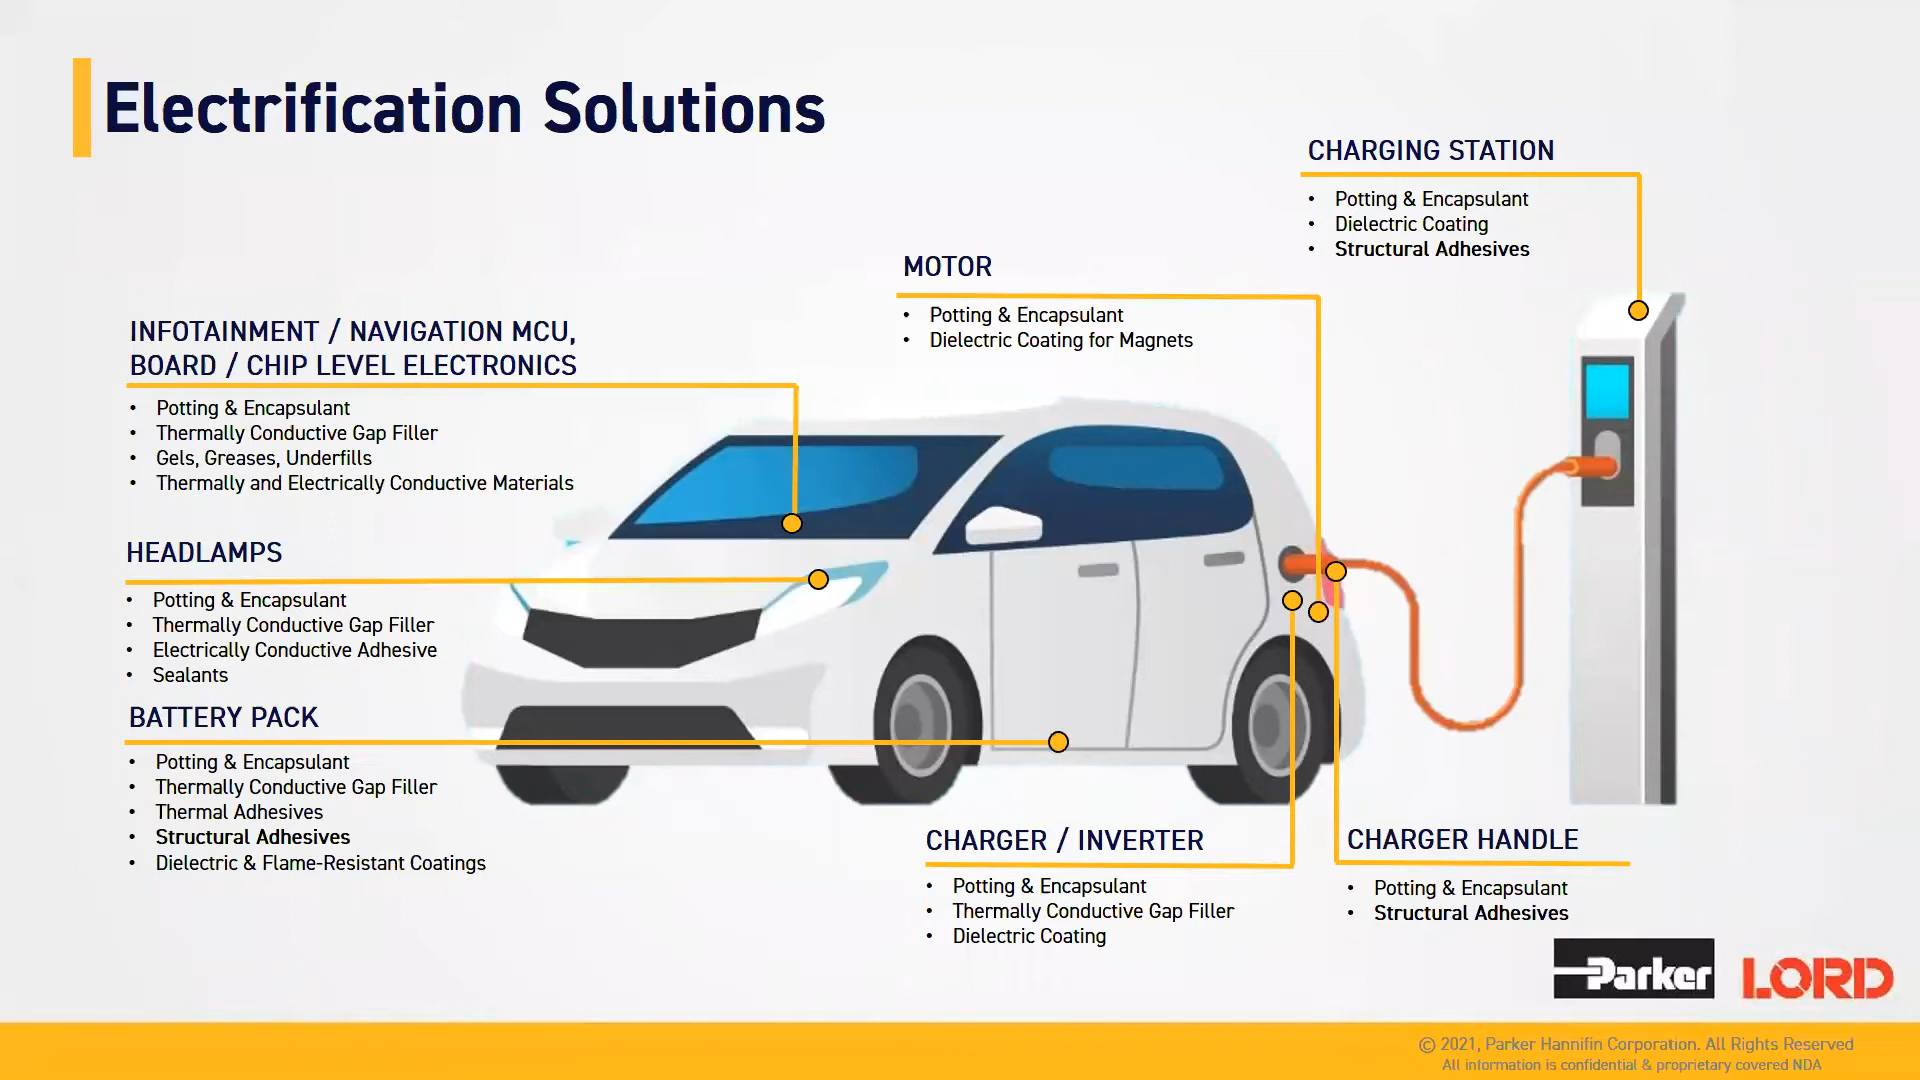 Electrification Solutions
CHARGING STATION
• Potting & Encapsulant
• Dielectric Coating
• Structural Adhesives
MOTOR
• Potting & Encapsulant
• Dielectric Coating for Magnets
INFOTAINMENT / NAVIGATION MCU,
BOARD / CHIP LEVEL ELECTRONICS
• Potting & Encapsulant
• Thermally Conductive Gap Filler
• Gels, Greases, Underfills
• Thermally and Electrically Conductive Materials
HEADLAMPS
• Potting & Encapsulant
• Thermally Conductive Gap Filler
• Electrically Conductive Adhesive
• Sealants
BATTERY PACK
• Potting & Encapsulant
• Thermally Conductive Gap Filler
• Thermal Adhesives
• Structural Adhesives
• Dielectric & Flame-Resistant Coatings
CHARGER / INVERTER
• Potting & Encapsulant
• Thermally Conductive Gap Filler
• Dielectric Coating
CHARGER HANDLE
• Potting & Encapsulant
• Structural Adhesives
Parker LORD
© 2021, Parker Hannifin Corporation. All Rights Reserved
All information is confidential & proprietary covered NDA